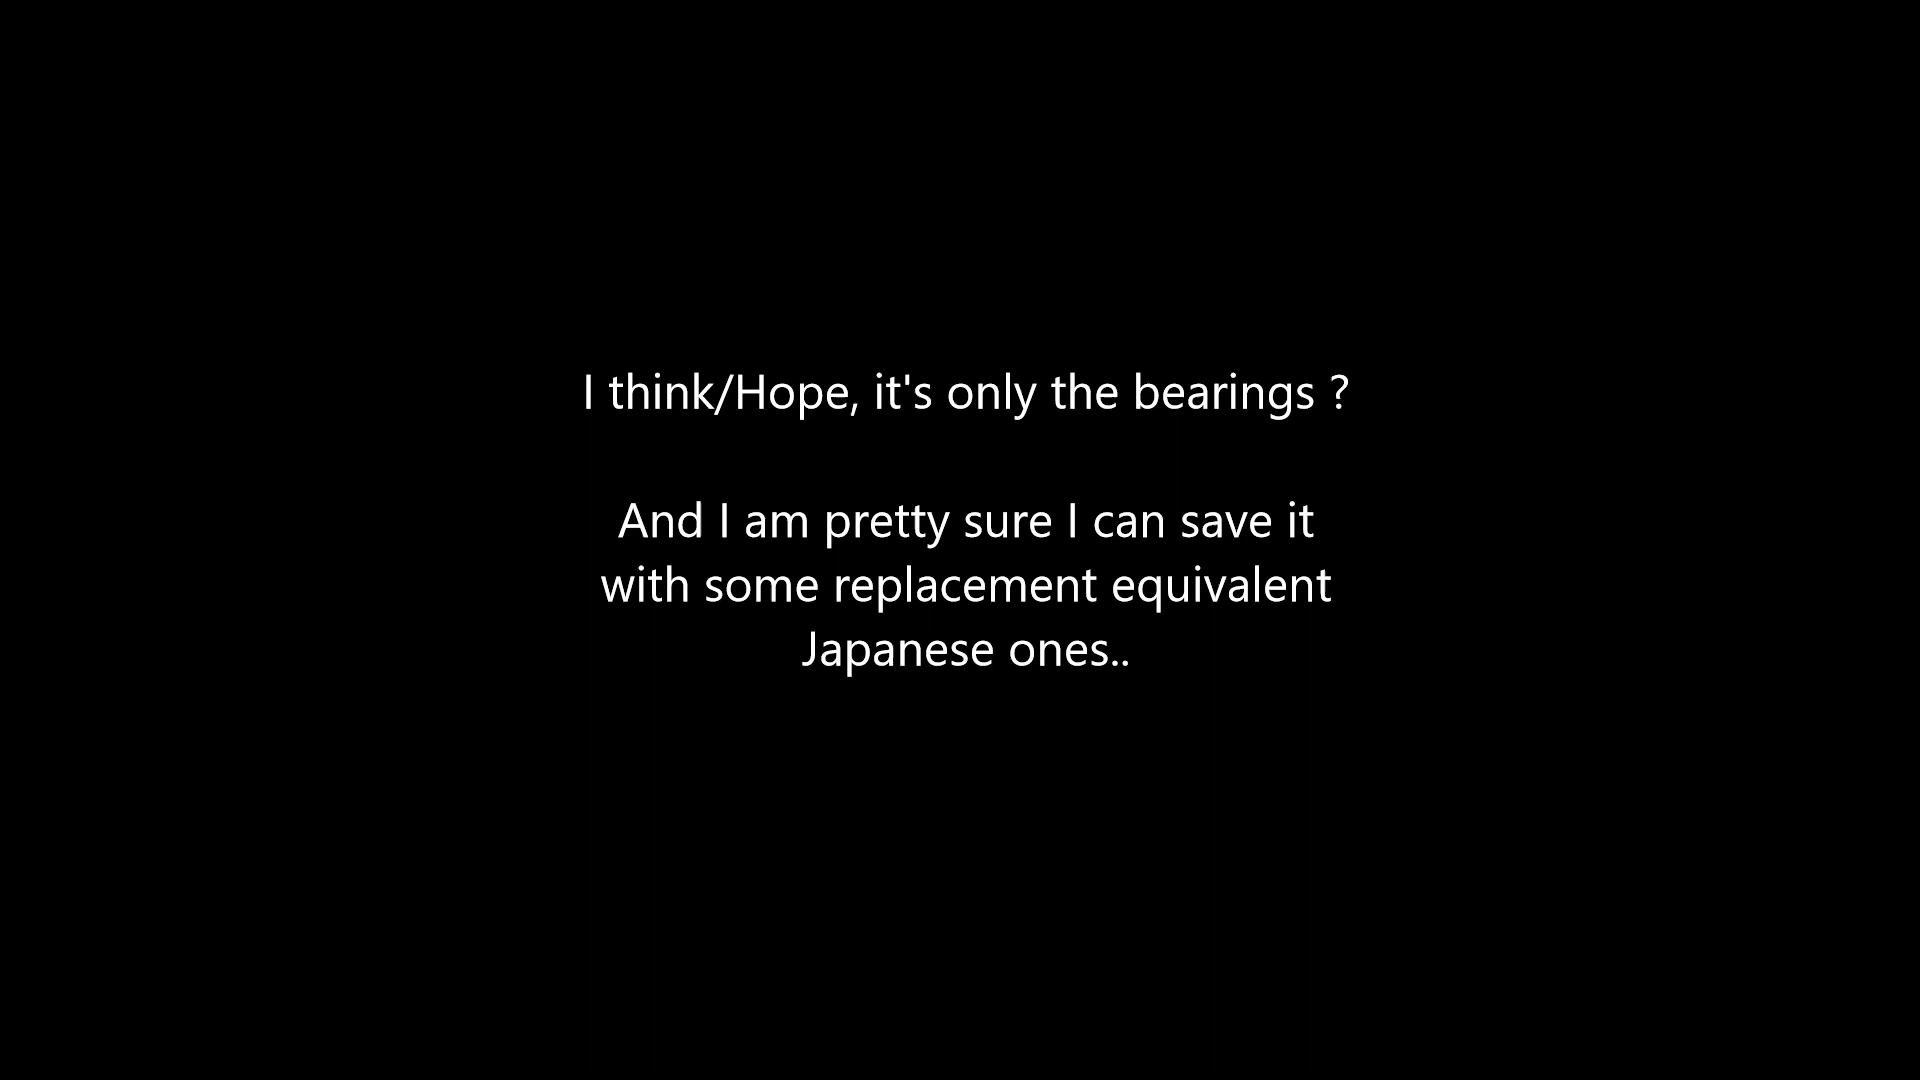 I think/Hope, it's only the bearings ?
And I am pretty sure I can save it
with some replacement equivalent
Japanese ones..